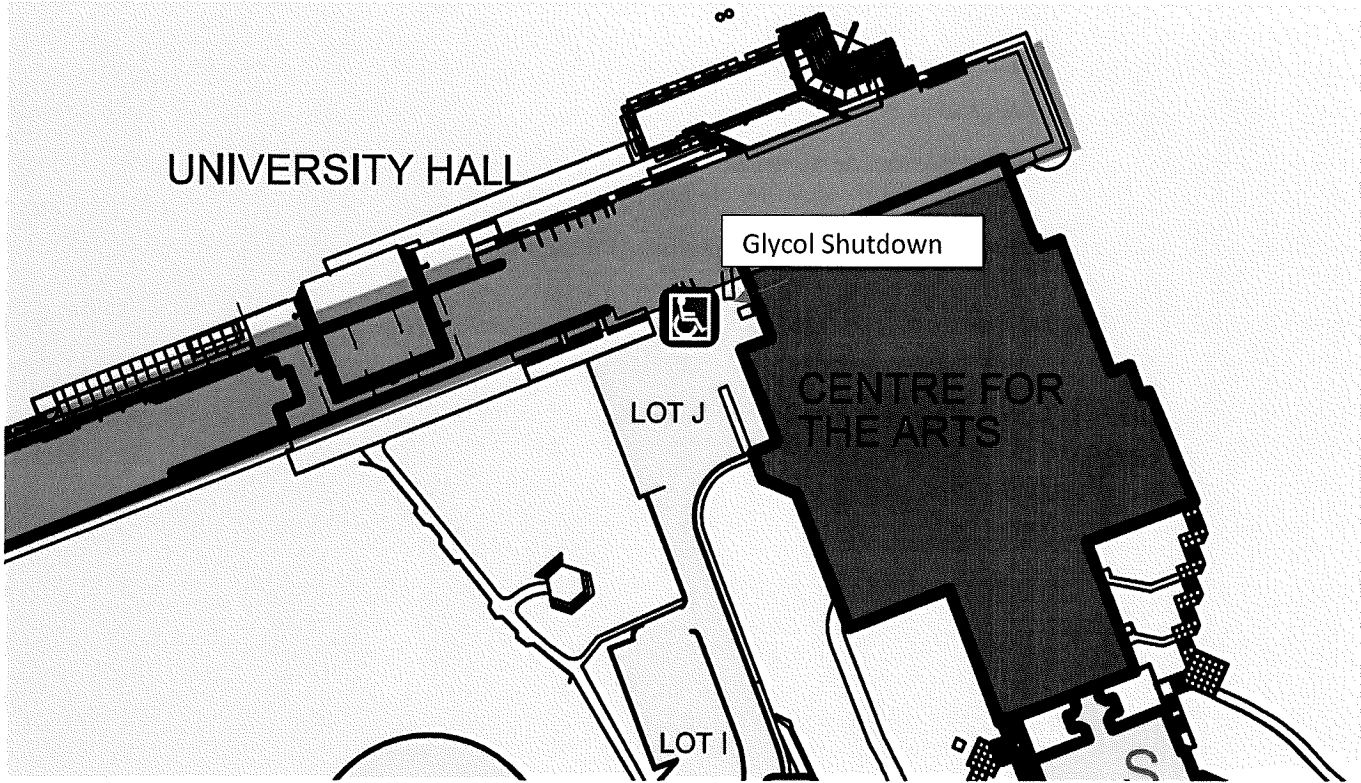 UNIVERSITY HALL
Glycol Shutdown
CENTRE FOR
THE ARTS
LOT J
LOT I
S